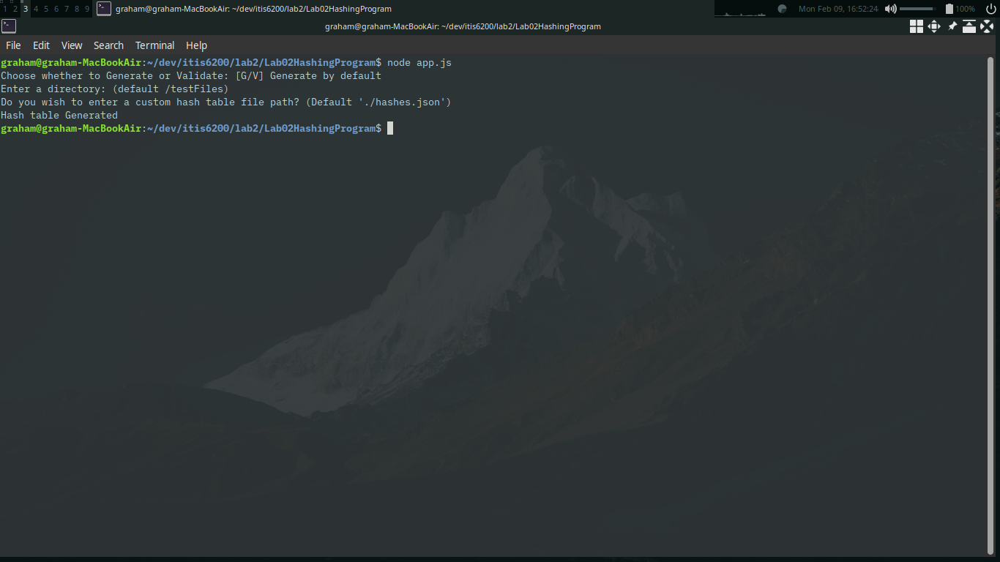 1 2 3 4 5 6 7 8 9 graham@graham-MacBookAir: ~/dev/itis6200/lab2/Lab02HashingProgram Mon Feb 09, 16:52:24 100%
graham@graham-MacBookAir: ~/dev/itis6200/lab2/Lab02HashingProgram
File Edit View Search Terminal Help
graham@graham-MacBookAir:~/dev/itis6200/lab2/Lab02HashingProgram$ node app.js
Choose whether to Generate or Validate: [G/V] Generate by default
Enter a directory: (default /testFiles)
Do you wish to enter a custom hash table file path? (Default './hashes.json')
Hash table Generated
graham@graham-MacBookAir:~/dev/itis6200/lab2/Lab02HashingProgram$